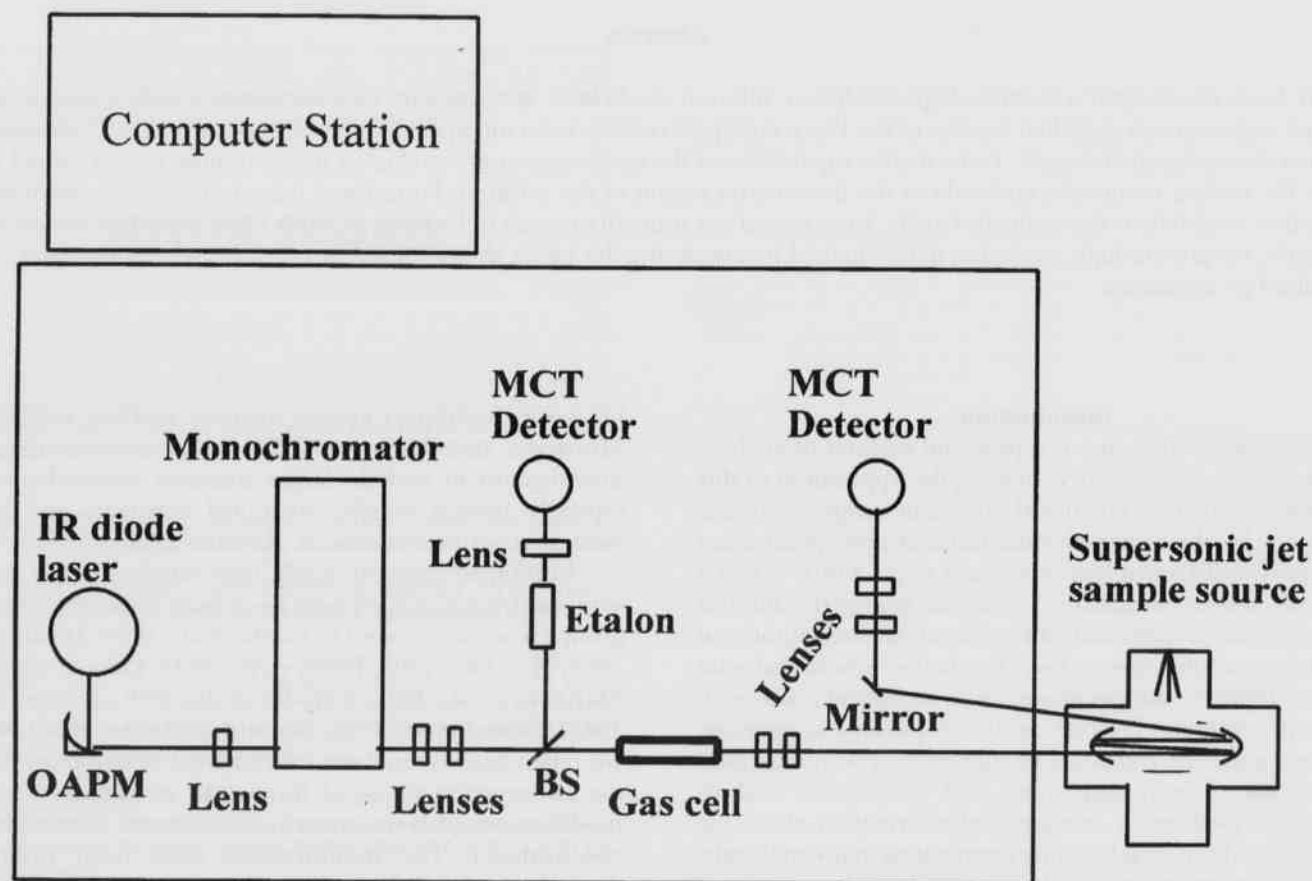 Computer Station
MCT
Detector
MCT
Detector
Monochromator
IR diode
laser
Lens
Etalon
Lenses
Supersonic jet
sample source
Mirror
OAPM
Lens
Lenses
BS
Gas cell